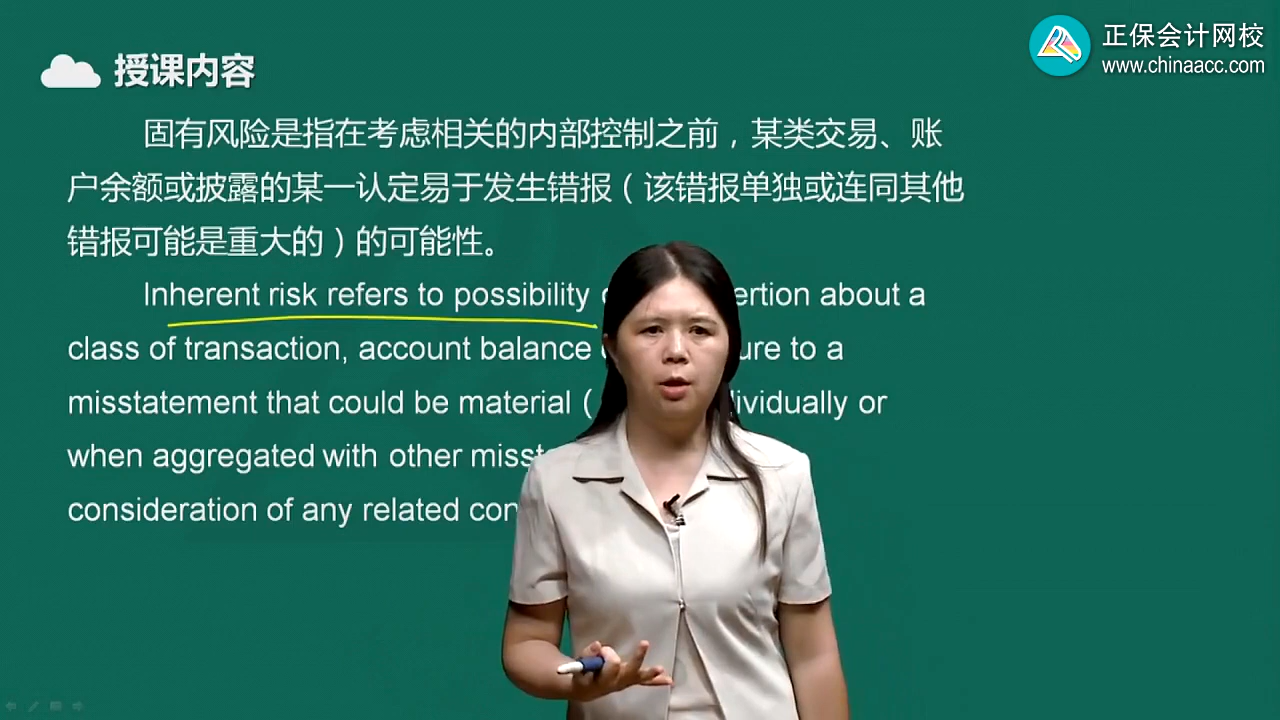 正保会计网校
www.chinaacc.com
授课内容
固有风险是指在考虑相关的内部控制之前，某类交易、账
户余额或披露的某一认定易于发生错报（该错报单独或连同其他
错报可能是重大的）的可能性。
Inherent risk refers to possibility about a
class of transaction, account balance to a
misstatement that could be material ( or
when aggregated with other
consideration of any related